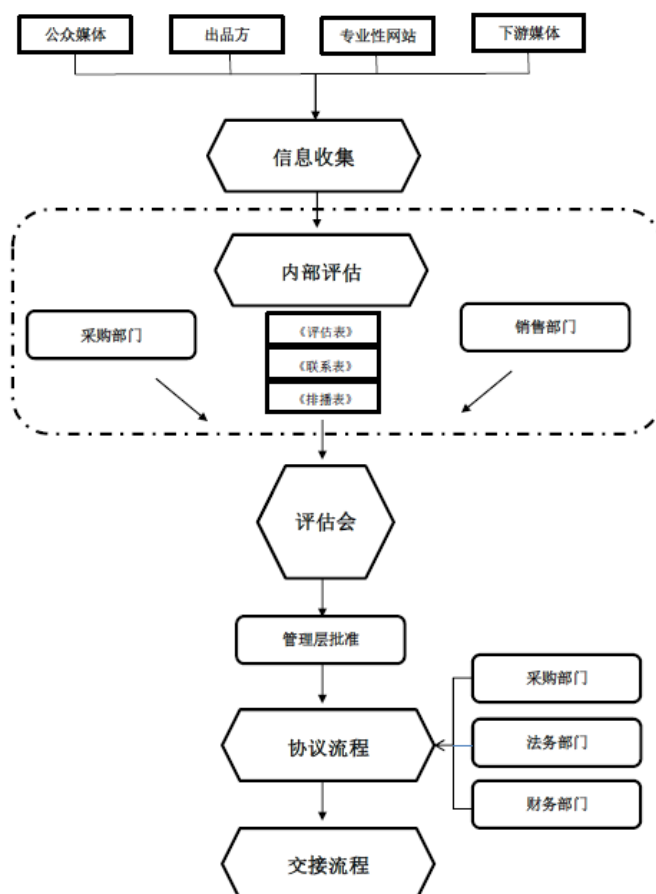 公众媒体
出品方
专业性网站
下游媒体
信息收集
内部评估
采购部门
《评估表》
《联系表》
《排播表》
销售部门
评估会
管理层批准
协议流程
采购部门
法务部门
财务部门
交接流程